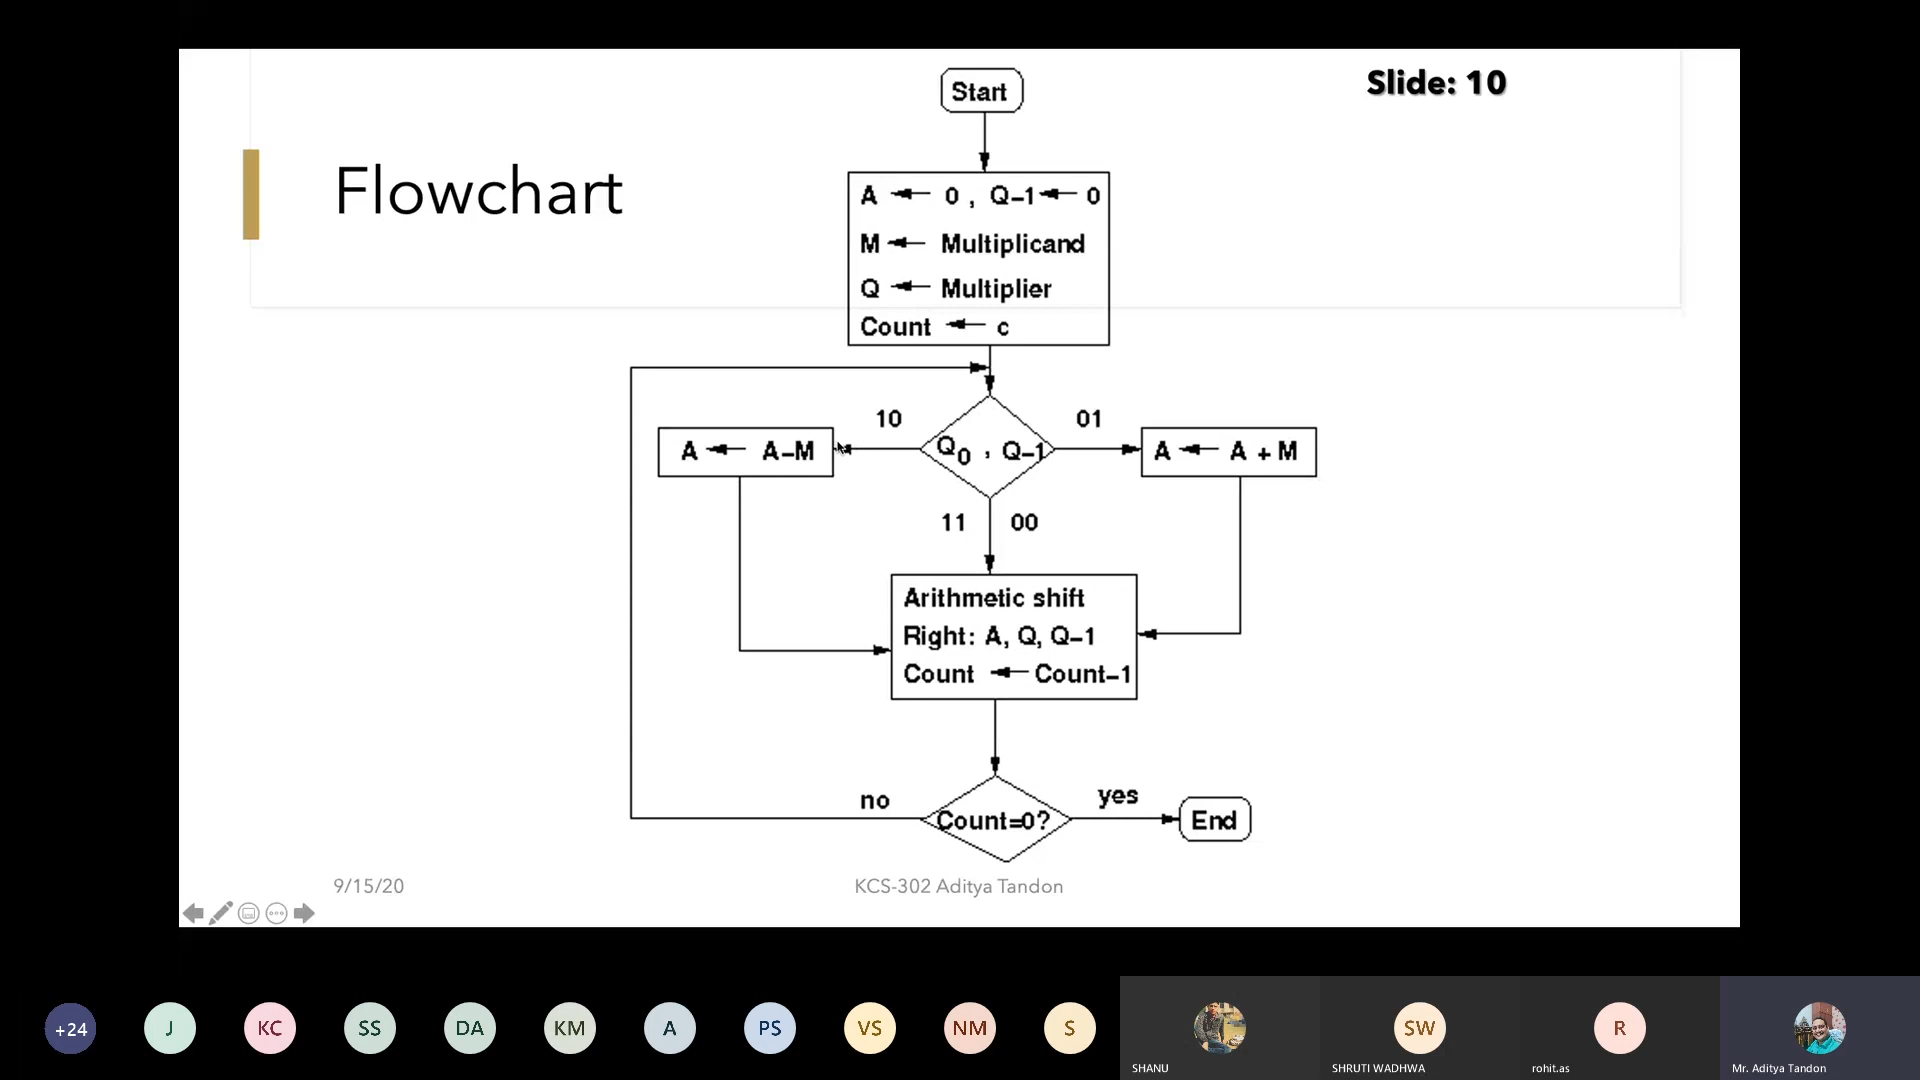 Slide: 10
Flowchart
Start
A ← 0 , Q-1 ← 0
M ← Multiplicand
Q ← Multiplier
Count ← c
10
Q0 , Q-1
01
A ← A-M
A ← A + M
11
00
Arithmetic shift
Right: A, Q, Q-1
Count ← Count-1
no
Count=0?
yes
End
9/15/20
KCS-302 Aditya Tandon
+24
J
KC
SS
DA
KM
A
PS
VS
NM
S
SHANU
SW
SHRUTI WADHWA
R
rohit.as
Mr. Aditya Tandon